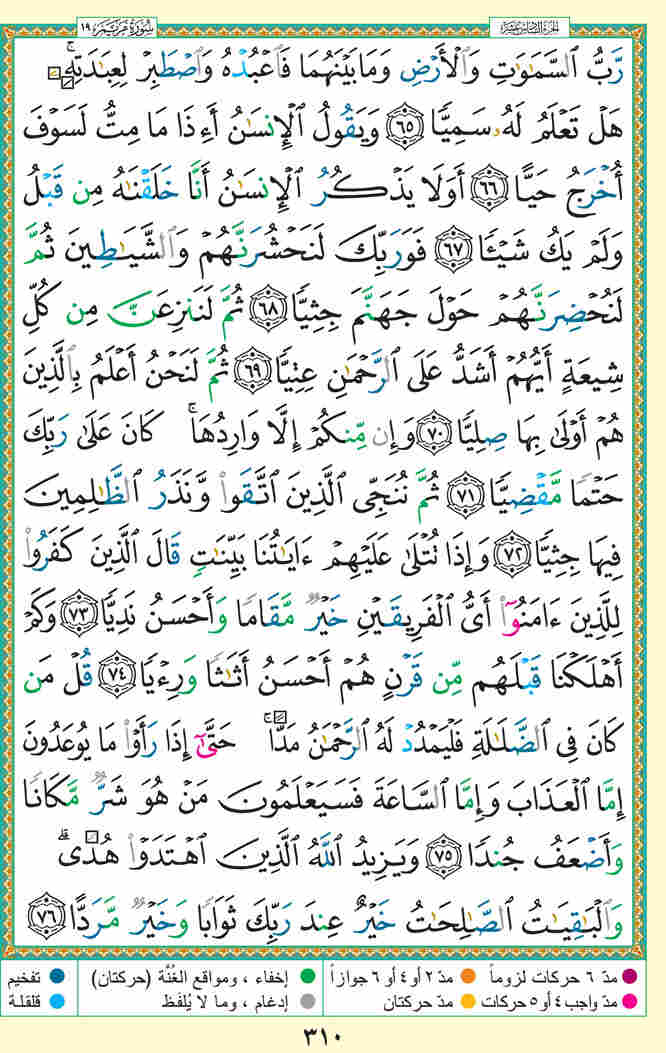 سُورَةُ مَرْيَمَ ١٩
الجزء السادس عشر
رَّبُّ ٱلسَّمَٰوَٰتِ وَٱلْأَرْضِ وَمَا بَيْنَهُمَا فَٱعْبُدْهُ وَٱصْطَبِرْ لِعِبَٰدَتِهِۦۚ
هَلْ تَعْلَمُ لَهُۥ سَمِيًّا ٦٥ وَيَقُولُ ٱلْإِنسَٰنُ أَءِذَا مَا مِتُّ لَسَوْفَ
أُخْرَجُ حَيًّا ٦٦ أَوَلَا يَذْكُرُ ٱلْإِنسَٰنُ أَنَّا خَلَقْنَٰهُ مِن قَبْلُ
وَلَمْ يَكُ شَيْـًٔا ٦٧ فَوَرَبِّكَ لَنَحْشُرَنَّهُمْ وَٱلشَّيَٰطِينَ ثُمَّ
لَنُحْضِرَنَّهُمْ حَوْلَ جَهَنَّمَ جِثِيًّا ٦٨ ثُمَّ لَنَنزِعَنَّ مِن كُلِّ
شِيعَةٍ أَيُّهُمْ أَشَدُّ عَلَى ٱلرَّحْمَٰنِ عِتِيًّا ٦٩ ثُمَّ لَنَحْنُ أَعْلَمُ بِٱلَّذِينَ
هُمْ أَوْلَىٰ بِهَا صِلِيًّا ٧٠ وَإِن مِّنكُمْ إِلَّا وَارِدُهَاۚ كَانَ عَلَىٰ رَبِّكَ
حَتْمًا مَّقْضِيًّا ٧١ ثُمَّ نُنَجِّى ٱلَّذِينَ ٱتَّقَوا۟ وَّنَذَرُ ٱلظَّٰلِمِينَ
فِيهَا جِثِيًّا ٧٢ وَإِذَا تُتْلَىٰ عَلَيْهِمْ ءَايَٰتُنَا بَيِّنَٰتٍ قَالَ ٱلَّذِينَ كَفَرُوا۟
لِلَّذِينَ ءَامَنُوٓا۟ أَىُّ ٱلْفَرِيقَيْنِ خَيْرٌ مَّقَامًا وَأَحْسَنُ نَدِيًّا ٧٣ وَكَمْ
أَهْلَكْنَا قَبْلَهُم مِّن قَرْنٍ هُمْ أَحْسَنُ أَثَٰثًا وَرِءْيًا ٧٤ قُلْ مَن
كَانَ فِى ٱلضَّلَٰلَةِ فَلْيَمْدُدْ لَهُ ٱلرَّحْمَٰنُ مَدًّاۚ حَتَّىٰٓ إِذَا رَأَوْا۟ مَا يُوعَدُونَ
إِمَّا ٱلْعَذَابَ وَإِمَّا ٱلسَّاعَةَ فَسَيَعْلَمُونَ مَنْ هُوَ شَرٌّ مَّكَانًا
وَأَضْعَفُ جُندًا ٧٥ وَيَزِيدُ ٱللَّهُ ٱلَّذِينَ ٱهْتَدَوْا۟ هُدًىۗ
وَٱلْبَٰقِيَٰتُ ٱلصَّٰلِحَٰتُ خَيْرٌ عِندَ رَبِّكَ ثَوَابًا وَخَيْرٌ مَّرَدًّا ٧٦
مدّ ٦ حركات لزوماً مدّ ٢ أو ٤ أو ٦ جوازاً إخفاء ، ومواقع الغُنَّة (حركتان) تفخيم
مدّ واجب ٤ أو ٥ حركات مدّ حركتان إدغام ، وما لا يُلفَظ قلقلة
٣١٠